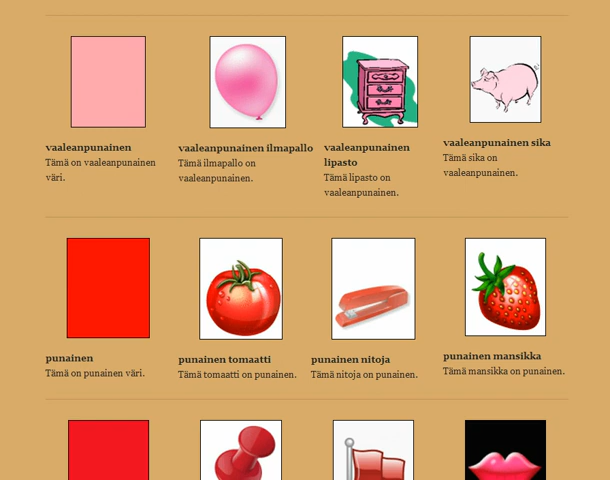 vaaleanpunainen
Tämä on vaaleanpunainen
väri.
vaaleanpunainen ilmapallo
Tämä ilmapallo on
vaaleanpunainen.
vaaleanpunainen
lipasto
Tämä lipasto on
vaaleanpunainen.
vaaleanpunainen sika
Tämä sika on
vaaleanpunainen.
punainen
Tämä on punainen väri.
punainen tomaatti
Tämä tomaatti on punainen.
punainen nitoja
Tämä nitoja on punainen.
punainen mansikka
Tämä mansikka on punainen.